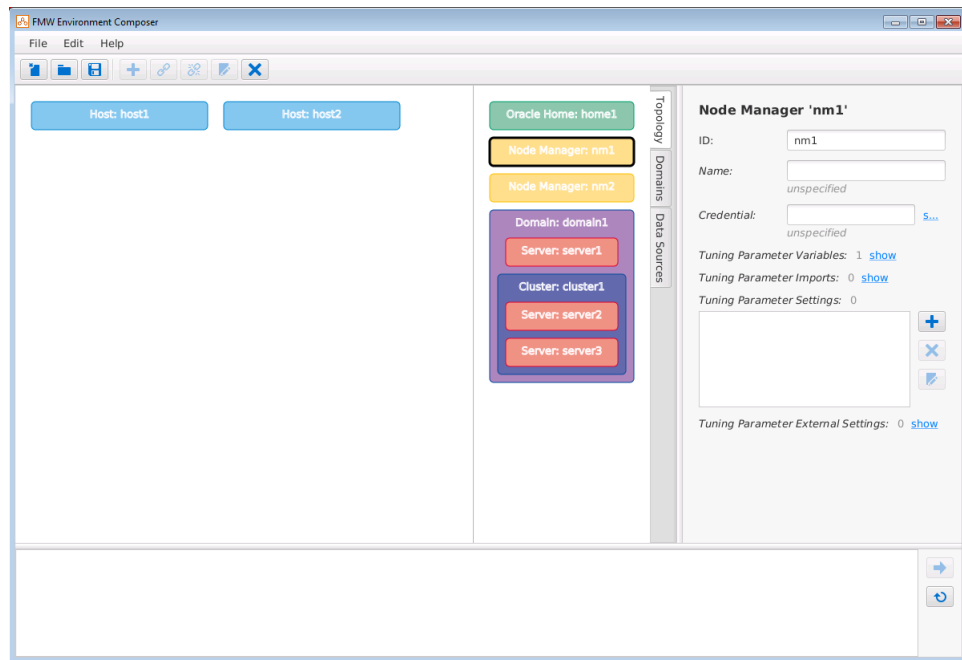 FMW Environment Composer
File Edit Help
Host: host1
Host: host2
Oracle Home: home1
Node Manager: nm1
Node Manager: nm2
Domain: domain1
Server: server1
Cluster: cluster1
Server: server2
Server: server3
Topology
Domains
Data Sources
Node Manager 'nm1'
ID: nm1
Name:
unspecified
Credential: s...
unspecified
Tuning Parameter Variables: 1 show
Tuning Parameter Imports: 0 show
Tuning Parameter Settings: 0
Tuning Parameter External Settings: 0 show